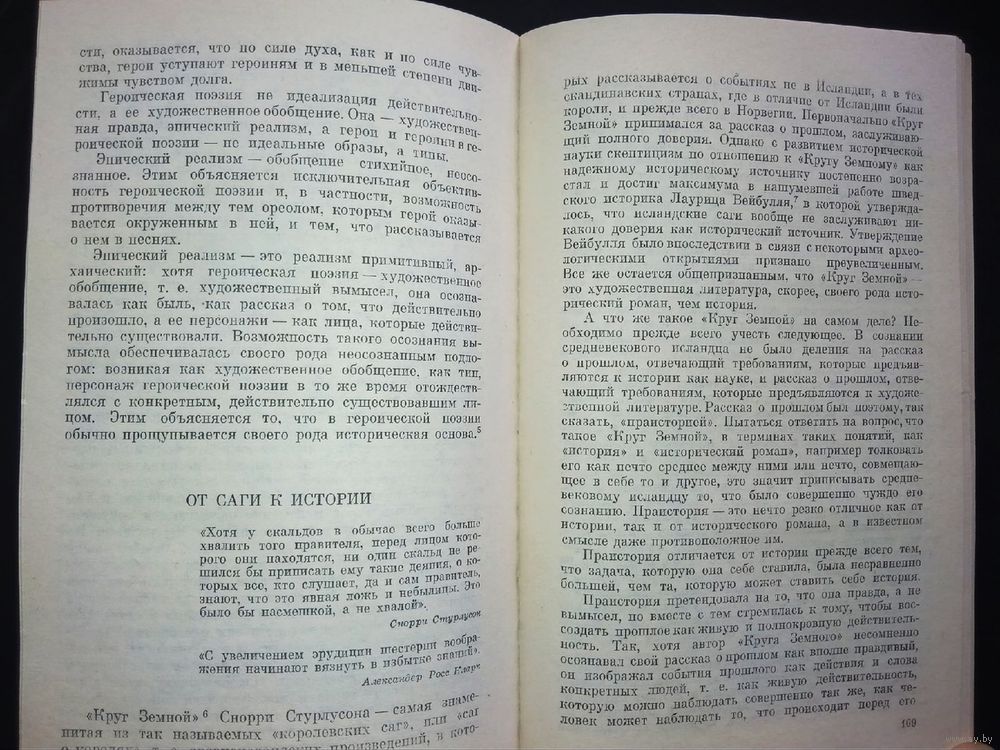 сти, оказывается, что по силе духа, как и по силе чув-
ства, герои уступают героиням и в меньшей степени дви-
жимы чувством долга.
Героическая поэзия не идеализация действительно-
сти, а ее художественное обобщение. Она — художествен-
ная правда, эпический реализм, а герои и героини в ге-
роической поэзии — не идеальные образы, а типы.
Эпический реализм — обобщение стихийное, неосо-
знанное. Этим объясняется исключительная объектив-
ность героической поэзии и, в частности, возможность
противоречия между тем ореолом, которым герой оказы-
вается окруженным в ней, и тем, что рассказывается
о нем в песнях.
Эпический реализм — это реализм примитивный, ар-
хаический: хотя героическая поэзия — художественное
обобщение, т. е. художественный вымысел, она осозна-
валась как быль, как рассказ о том, что действительно
произошло, а ее персонажи — как лица, которые действи-
тельно существовали. Возможность такого осознания вы-
мысла обеспечивалась своего рода неосознанным подло-
гом: возникая как художественное обобщение, как тип,
персонаж героической поэзии в то же время отождеств-
лялся с конкретным, действительно существовавшим ли-
цом. Этим объясняется то, что в героической поэзии
обычно прощупывается своего рода историческая основа.⁵
ОТ САГИ К ИСТОРИИ
«Хотя у скальдов в обычае всего больше
хвалить того правителя, перед лицом кото-
рого они находятся, ни один скальд не ре-
шился бы приписать ему такие деяния, о ко-
торых все, кто слушает, да и сам правитель,
знают, что это явная ложь и небылицы. Это
было бы насмешкой, а не хвалой».
Снорри Стурлусон
«С увеличением эрудиции шестерни вообра-
жения начинают вязнуть в избытке знаний».
Александер Росс Кларк
«Круг Земной»⁶ Снорри Стурлусона — самая знаме-
нитая из так называемых «королевских саг», или «саг
о королях», т. е. древнеисландских произведений, в кото-
рых рассказывается о событиях не в Исландии, а в тех
скандинавских странах, где в отличие от Исландии были
короли, и прежде всего в Норвегии. Первоначально «Круг
Земной» принимался за рассказ о прошлом, заслуживаю-
щий полного доверия. Однако с развитием исторической
науки скептицизм по отношению к «Кругу Земному» как
надежному историческому источнику постепенно возра-
стал и достиг максимума в нашумевшей работе швед-
ского историка Лаурица Вейбулля,⁷ в которой утвержда-
лось, что исландские саги вообще не заслуживают ни-
какого доверия как исторический источник. Утверждение
Вейбулля было впоследствии в связи с некоторыми архео-
логическими открытиями признано преувеличенным.
Все же остается общепризнанным, что «Круг Земной» —
это художественная литература, скорее, своего рода исто-
рический роман, чем история.
А что же такое «Круг Земной» на самом деле? Не-
обходимо прежде всего учесть следующее. В сознании
средневекового исландца не было деления на рассказ
о прошлом, отвечающий требованиям, которые предъяв-
ляются к истории как науке, и рассказ о прошлом, отве-
чающий требованиям, которые предъявляются к художе-
ственной литературе. Рассказ о прошлом был поэтому, так
сказать, «праисторией». Пытаться ответить на вопрос, что
такое «Круг Земной», в терминах таких понятий, как
«история» и «исторический роман», например толковать
его как нечто среднее между ними или нечто, совмещаю-
щее в себе то и другое, это значит приписывать средне-
вековому исландцу то, что было совершенно чуждо его
сознанию. Праистория — это нечто резко отличное как от
истории, так и от исторического романа, а в известном
смысле даже противоположное им.
Праистория отличается от истории прежде всего тем,
что задача, которую она себе ставила, была несравненно
большей, чем та, которую может ставить себе история.
Праистория претендовала на то, что она правда, а не
вымысел, но вместе с тем стремилась к тому, чтобы вос-
создать прошлое как живую и полнокровную действитель-
ность. Так, хотя автор «Круга Земного» несомненно
осознавал свой рассказ о прошлом как вполне правдивый,
он изображал события прошлого как действия и слова
конкретных людей, т. е. как живую действительность,
которую можно наблюдать совершенно так же, как че-
ловек может наблюдать то, что происходит перед его
169
www.ay.by